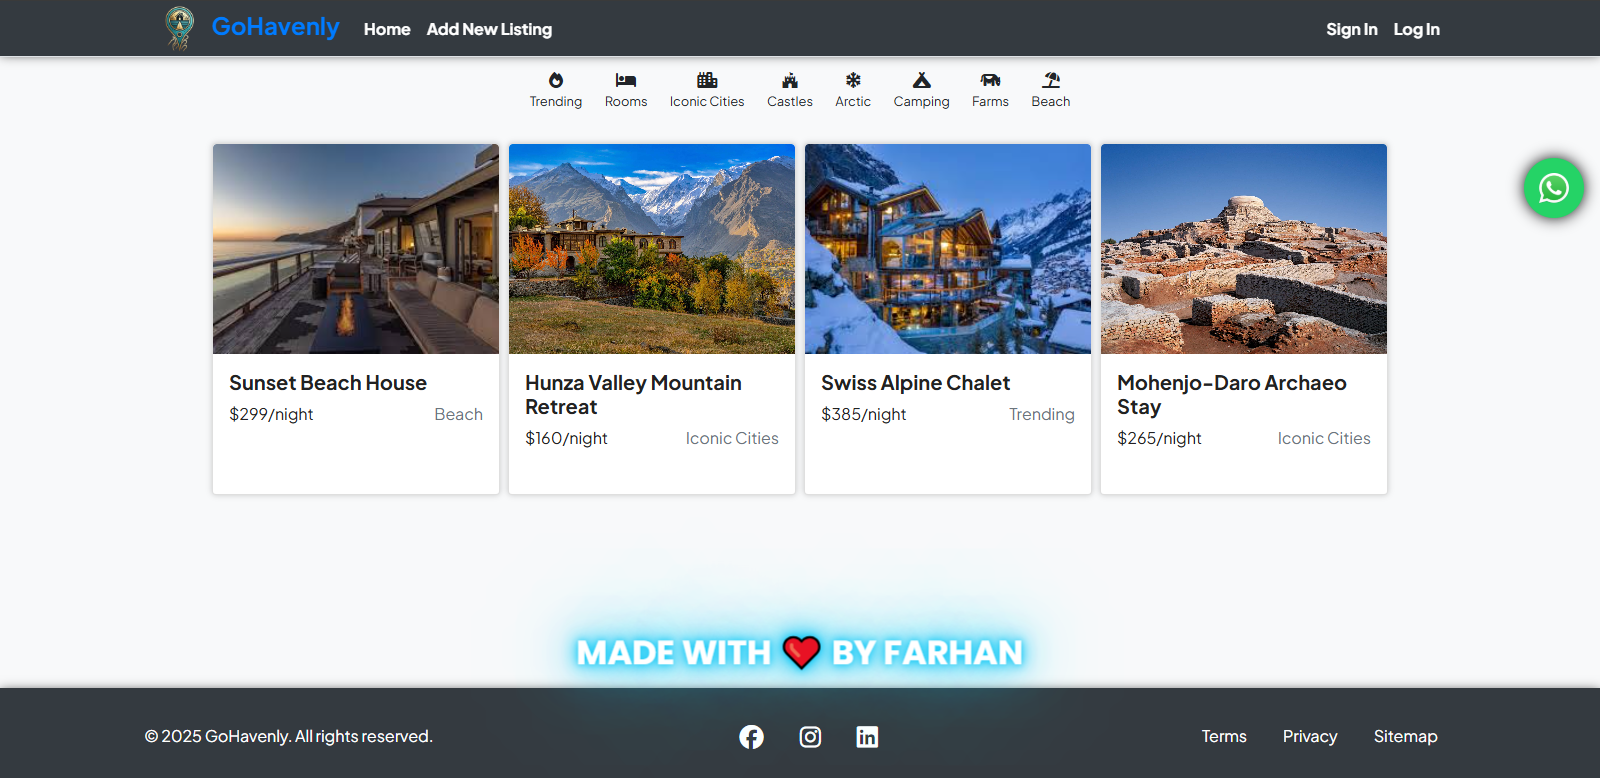 GoHavenly Home Add New Listing Sign In Log In
Trending Rooms Iconic Cities Castles Arctic Camping Farms Beach
Sunset Beach House
$299/night Beach
Hunza Valley Mountain
Retreat
$160/night Iconic Cities
Swiss Alpine Chalet
$385/night Trending
Mohenjo-Daro Archaeo
Stay
$265/night Iconic Cities
MADE WITH ❤️ BY FARHAN
© 2025 GoHavenly. All rights reserved. Terms Privacy Sitemap